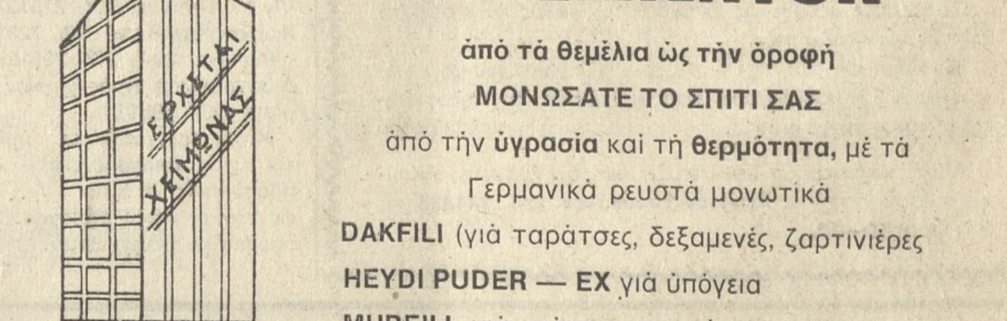 ΕΡΧΕΤΑΙ
ΧΕΙΜΩΝΑΣ
ἀπό τά θεμέλια ὡς τήν ὀροφή
ΜΟΝΩΣΑΤΕ ΤΟ ΣΠΙΤΙ ΣΑΣ
ἀπό τήν ὑγρασία καί τή θερμότητα, μέ τά
Γερμανικά ρευστά μονωτικά
DAKFILI (γιά ταράτσες, δεξαμενές, ζαρτινιέρες
HEYDI PUDER — EX γιά ὑπόγεια